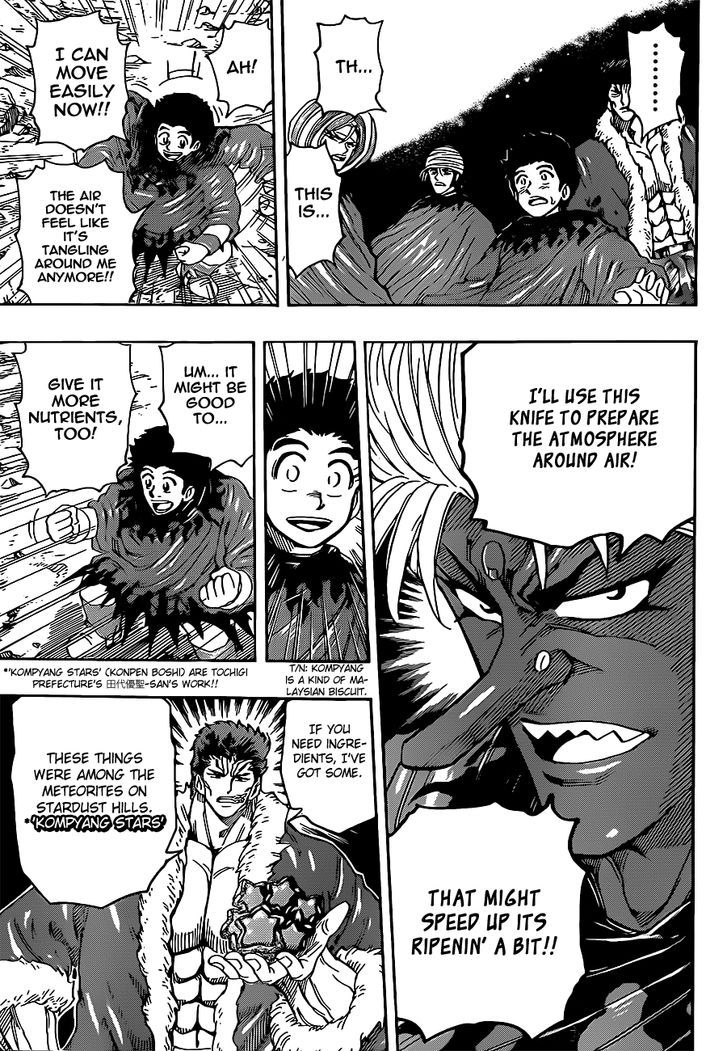 ........
TH...
THIS
IS...
AH!
I CAN
MOVE
EASILY
NOW!!
THE AIR
DOESN'T
FEEL LIKE
IT'S
TANGLING
AROUND ME
ANYMORE!!
I'LL USE THIS
KNIFE TO PREPARE
THE ATMOSPHERE
AROUND AIR!
THAT MIGHT
SPEED UP ITS
RIPENIN' A BIT!!
UM... IT
MIGHT BE
GOOD
TO...
GIVE IT
MORE
NUTRIENTS,
TOO!
T/N: KOMPYANG
IS A KIND OF MA-
LAYSIAN BISCUIT.
*'KOMPYANG STARS' (KONPEN BOSHI) ARE TOCHIGI
PREFECTURE'S 田代優聖-SAN'S WORK!!
IF YOU
NEED INGRE-
DIENTS, I'VE
GOT SOME.
THESE THINGS
WERE AMONG THE
METEORITES ON
STARDUST HILLS.
*'KOMPYANG STARS'